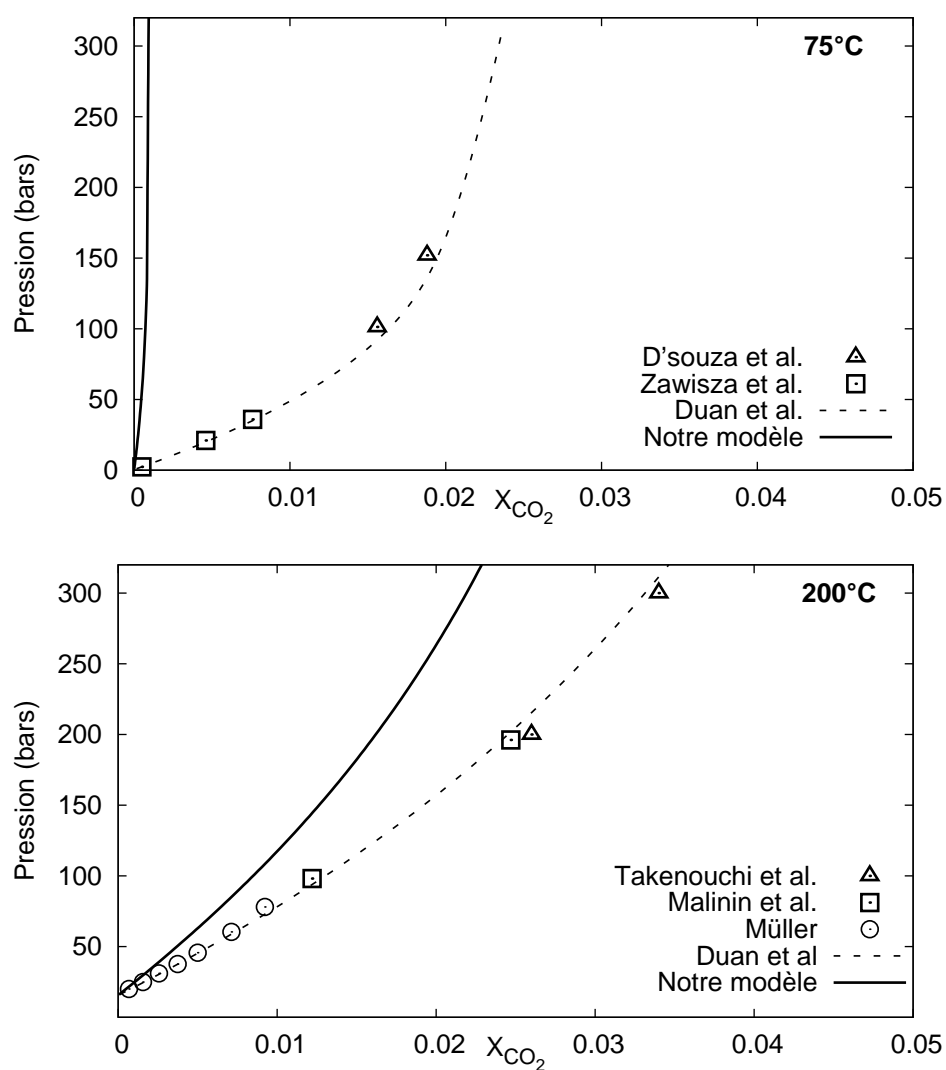 75°C
300
250
200
150
100
50
0
Pression (bars)
D'souza et al.
Zawisza et al.
Duan et al.
Notre modèle
0 0.01 0.02 0.03 0.04 0.05
X_CO2
200°C
300
250
200
150
100
50
Pression (bars)
Takenouchi et al.
Malinin et al.
Müller
Duan et al
Notre modèle
0 0.01 0.02 0.03 0.04 0.05
X_CO2